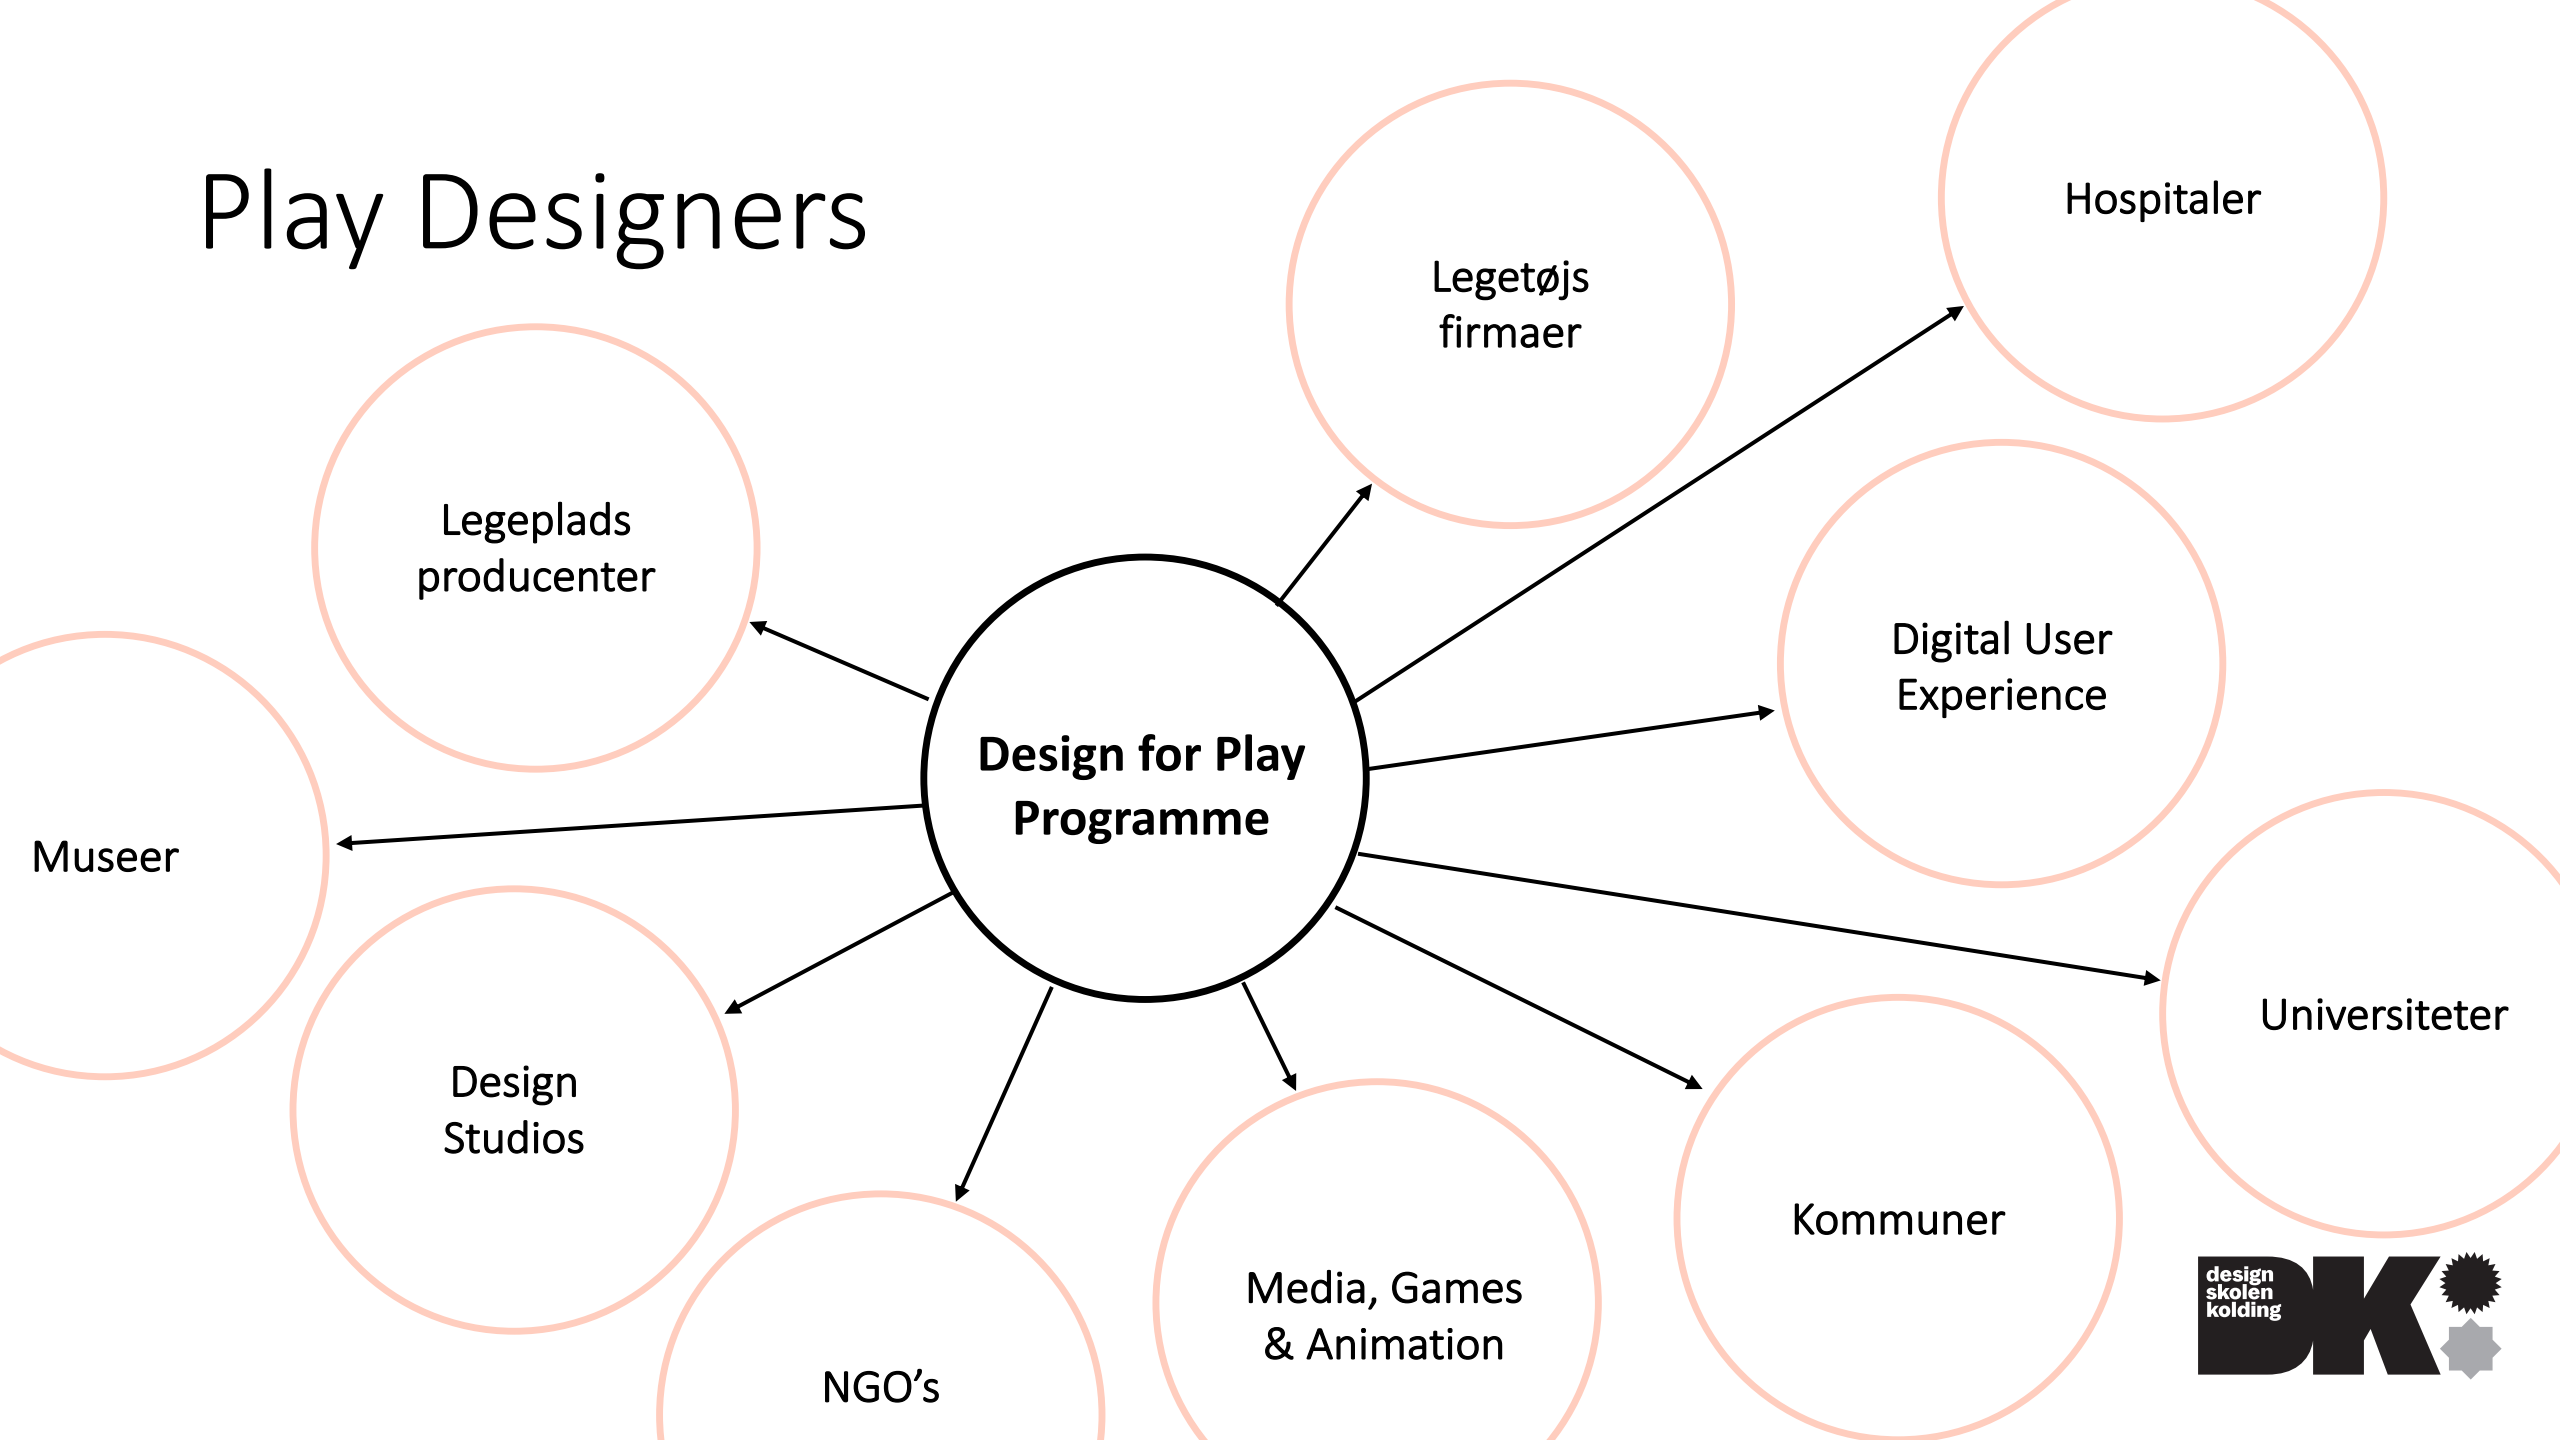 Play Designers
Hospitaler
Legetøjs
firmaer
Legeplads
producenter
Digital User
Experience
Design for Play
Programme
Museer
Universiteter
Design
Studios
Kommuner
Media, Games
& Animation
NGO’s
design
skolen
kolding
DK